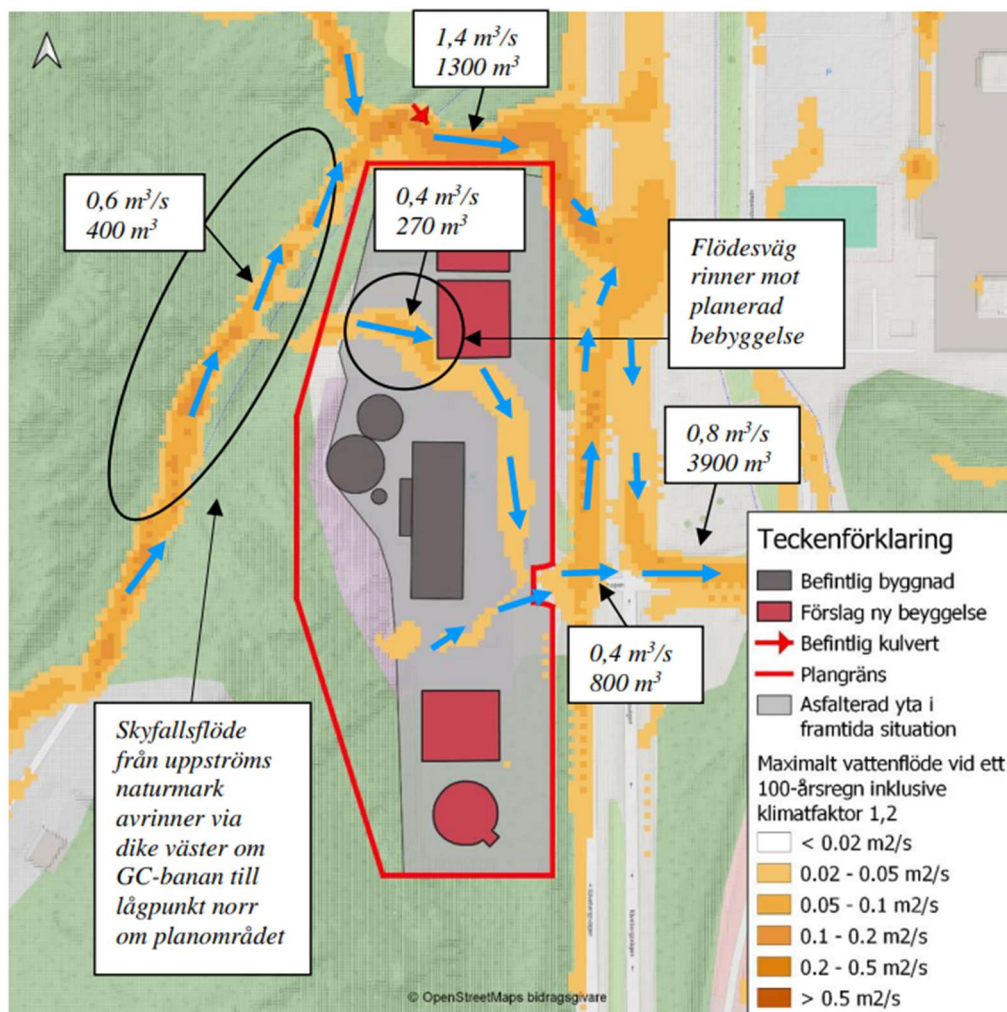 1,4 m³/s
1300 m³
0,6 m³/s
400 m³
0,4 m³/s
270 m³
Flödesväg
rinner mot
planerad
bebyggelse
0,8 m³/s
3900 m³
0,4 m³/s
800 m³
Skyfallsflöde
från uppströms
naturmark
avrinner via
dike väster om
GC-banan till
lågpunkt norr
om planområdet
Teckenförklaring
Befintlig byggnad
Förslag ny beyggelse
Befintlig kulvert
Plangräns
Asfalterad yta i
framtida situation
Maximalt vattenflöde vid ett
100-årsregn inklusive
klimatfaktor 1,2
< 0.02 m2/s
0.02 - 0.05 m2/s
0.05 - 0.1 m2/s
0.1 - 0.2 m2/s
0.2 - 0.5 m2/s
> 0.5 m2/s
© OpenStreetMaps bidragsgivare